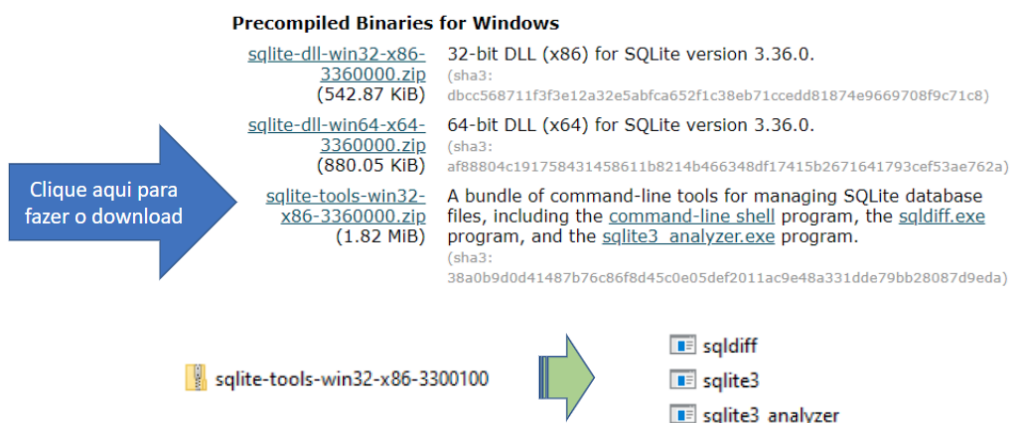 Precompiled Binaries for Windows
sqlite-dll-win32-x86-
3360000.zip
(542.87 KiB)
32-bit DLL (x86) for SQLite version 3.36.0.
(sha3:
dbcc568711f3f3e12a32e5abfca652f1c38eb71ccedd81874e9669708f9c71c8)
sqlite-dll-win64-x64-
3360000.zip
(880.05 KiB)
64-bit DLL (x64) for SQLite version 3.36.0.
(sha3:
af88804c191758431458611b8214b466348df17415b2671641793cef53ae762a)
Clique aqui para
fazer o download
sqlite-tools-win32-
x86-3360000.zip
(1.82 MiB)
A bundle of command-line tools for managing SQLite database
files, including the command-line shell program, the sqldiff.exe
program, and the sqlite3_analyzer.exe program.
(sha3:
38a0b9d0d41487b76c86f8d45c0e05def2011ac9e48a331dde79bb28087d9eda)
sqlite-tools-win32-x86-3300100
sqldiff
sqlite3
sqlite3_analyzer